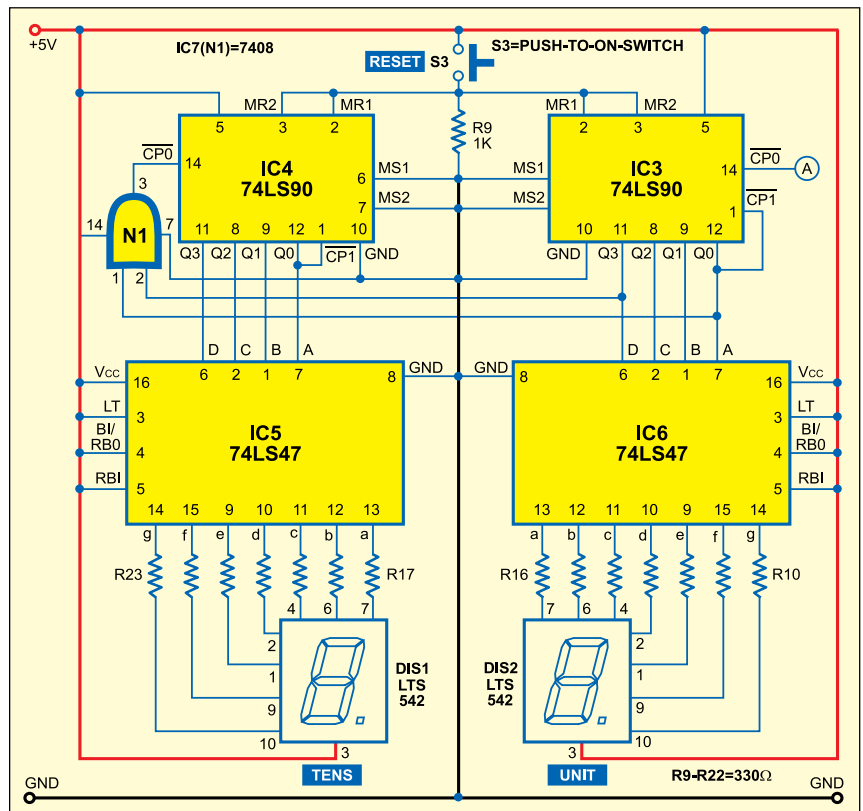 +5V
IC7(N1)=7408
RESET S3
S3=PUSH-TO-ON-SWITCH
MR2 MR1
MR1 MR2
5 3 2
2 3 5
R9
1K
CP0
3
14
IC4
74LS90
6 MS1
7 MS2
MS1
MS2
IC3
74LS90
14 CP0 A
1 CP1
14 N1 7
1 2
11 8 9 12 1 10
Q3 Q2 Q1 Q0 CP1 GND
10 11 8 9 12
GND Q3 Q2 Q1 Q0
D C B A
6 2 1 7
D C B A
6 2 1 7
8 GND
GND 8
Vcc 16
LT 3
BI/
RB0 4
RBI 5
IC5
74LS47
IC6
74LS47
16 Vcc
3 LT
4 BI/
RB0
5 RBI
14 15 9 10 11 12 13
g f e d c b a
13 12 11 10 9 15 14
a b c d e f g
R23
R17
R16
R10
4 6 7
7 6 4
2
1
9
10
3
DIS1
LTS
542
DIS2
LTS
542
2
1
9
10
3
TENS
UNIT
R9-R22=330Ω
GND
GND